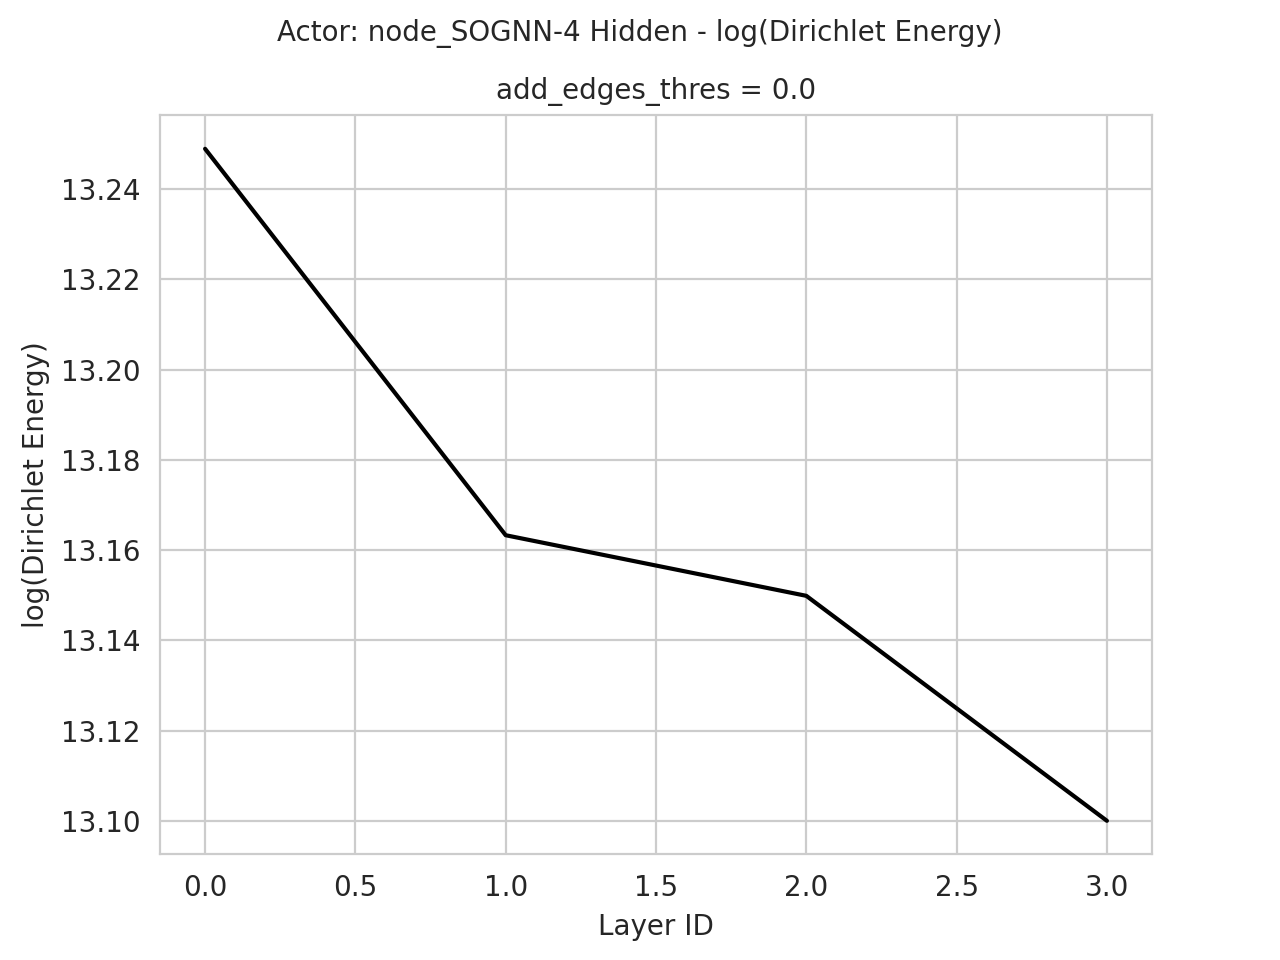 Actor: node_SOGNN-4 Hidden - log(Dirichlet Energy)
add_edges_thres = 0.0
log(Dirichlet Energy)
13.24
13.22
13.20
13.18
13.16
13.14
13.12
13.10
0.0 0.5 1.0 1.5 2.0 2.5 3.0
Layer ID